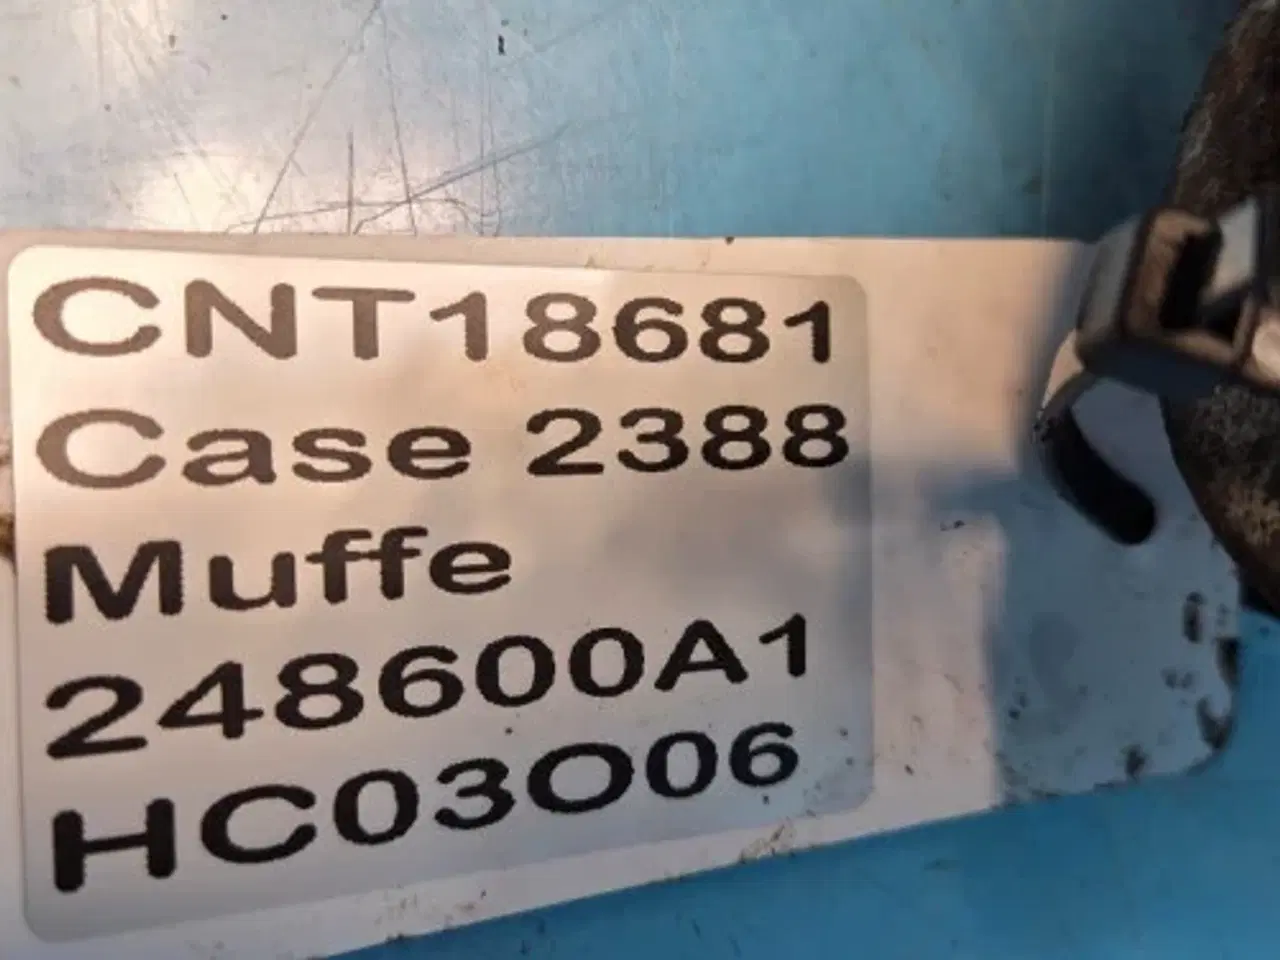 CNT18681
Case 2388
Muffe
248600A1
HC03O06